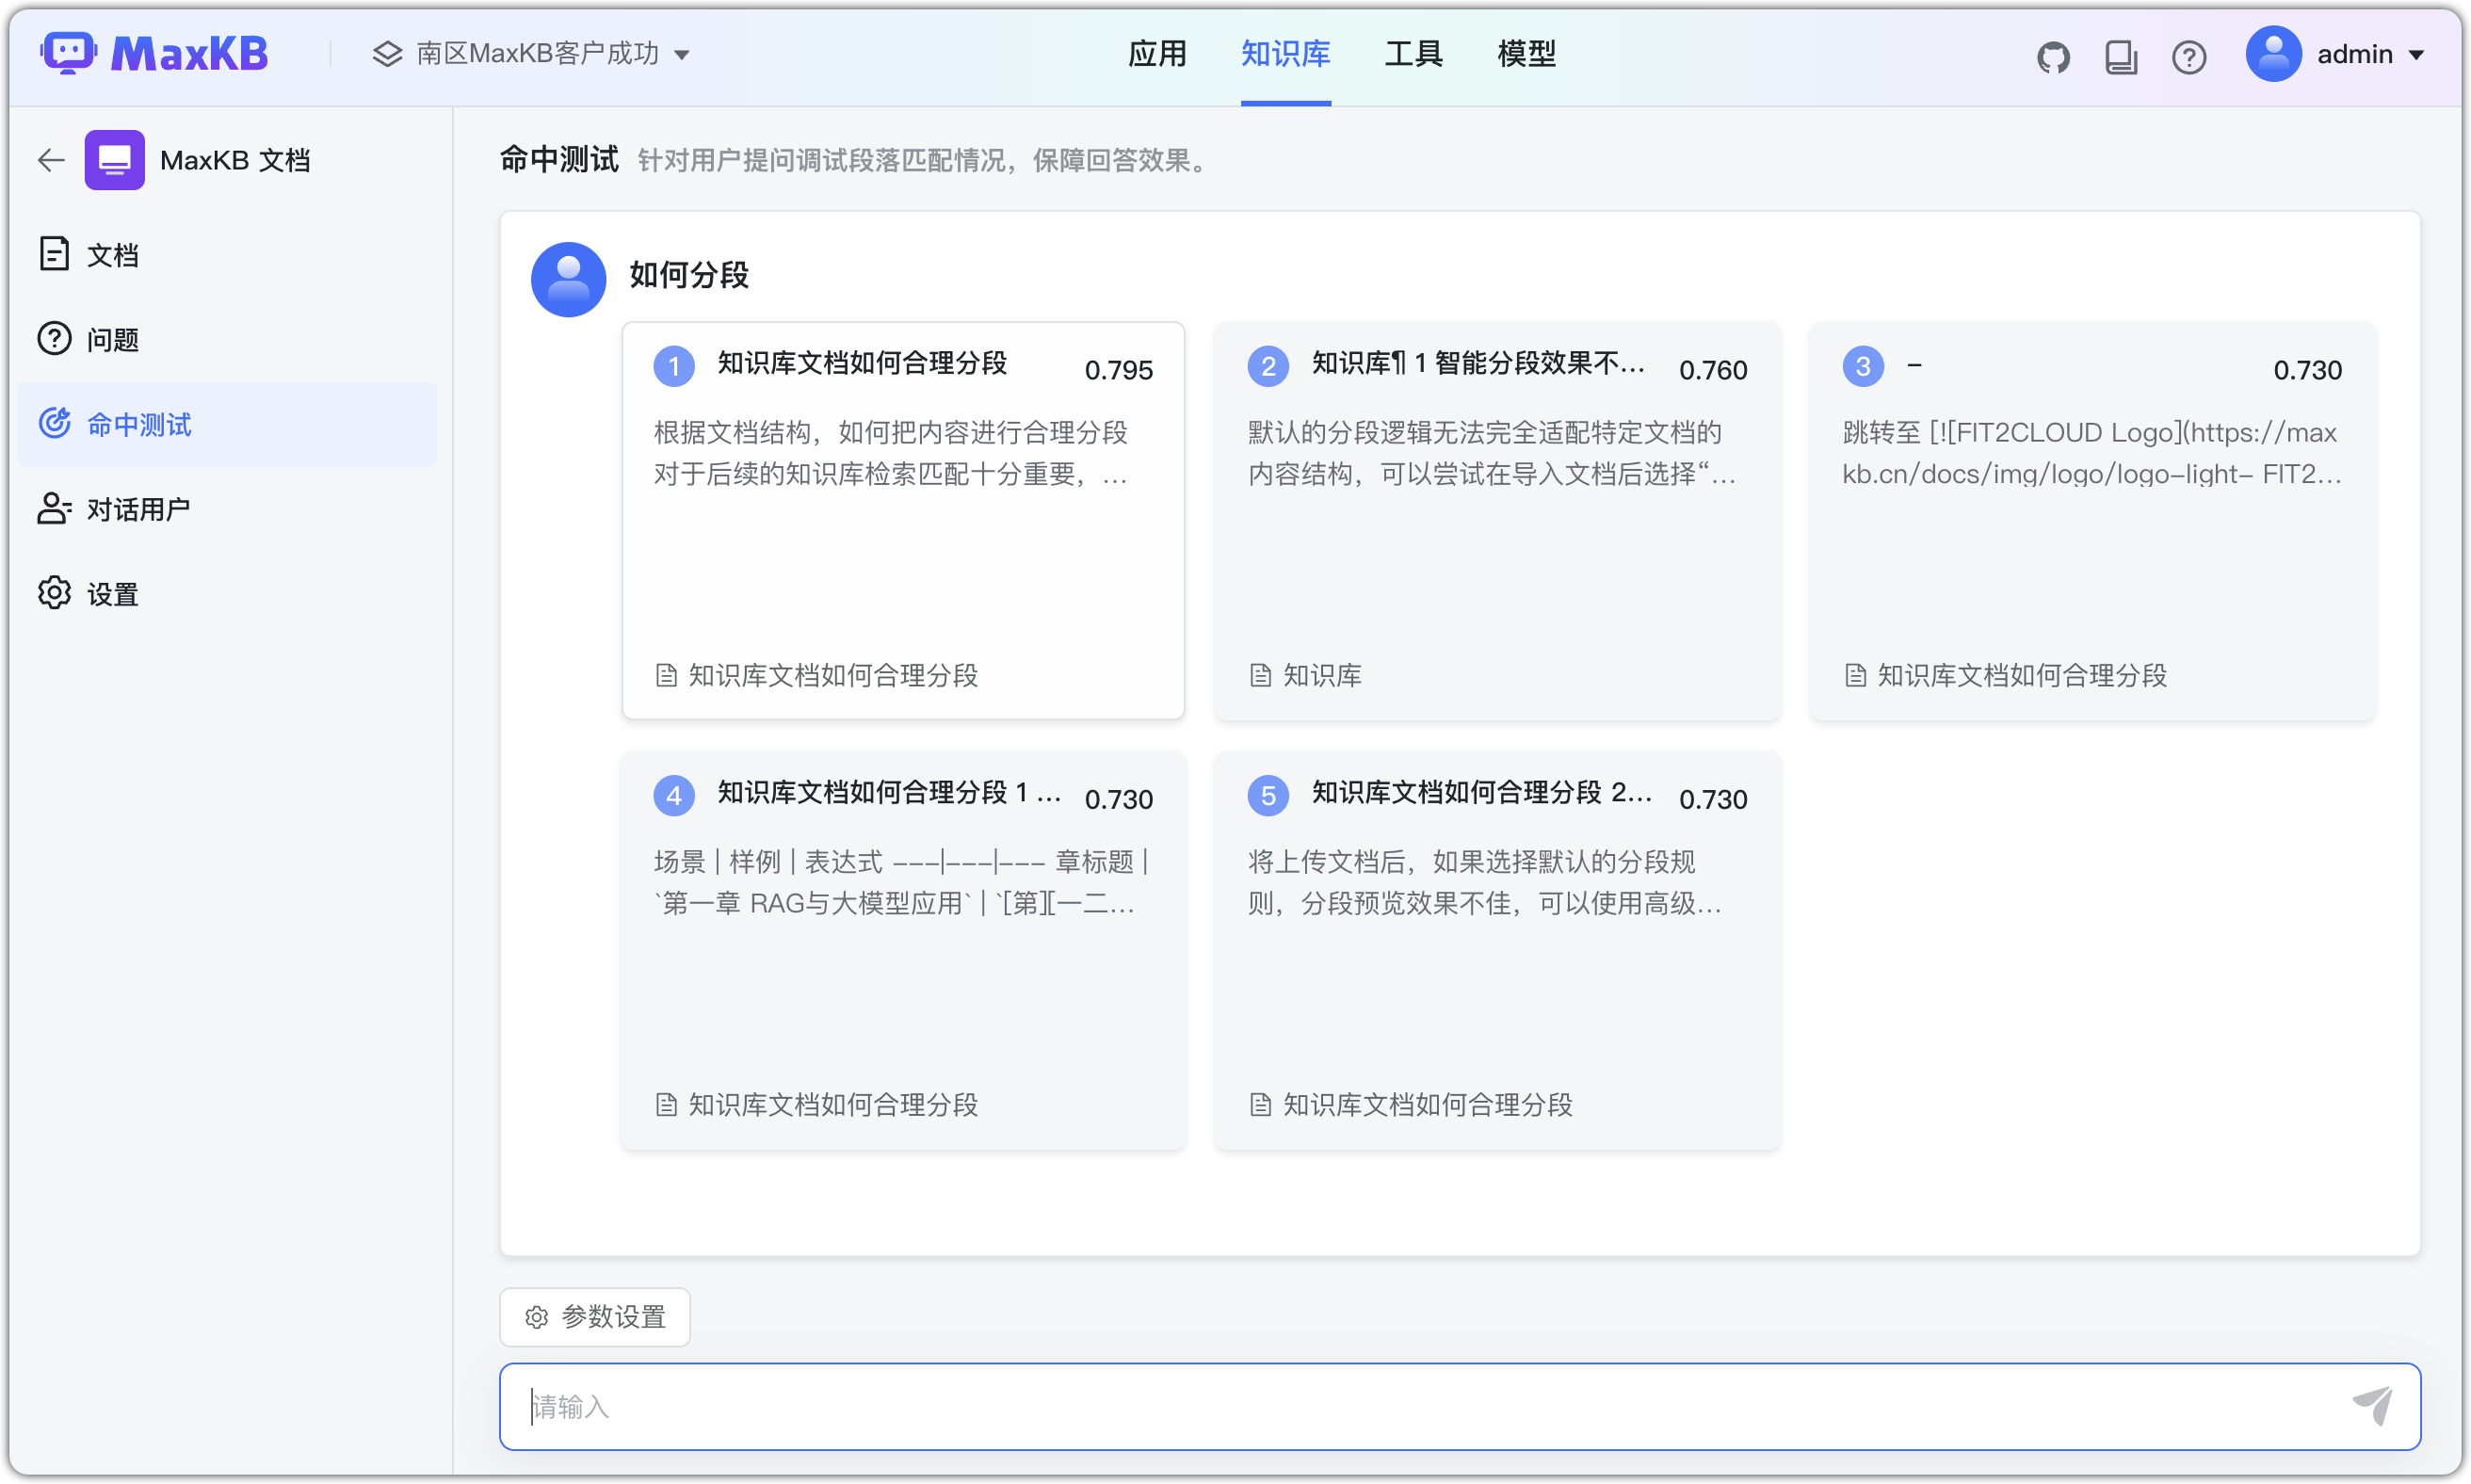 MaxKB
南区MaxKB客户成功
应用
知识库
工具
模型
admin
MaxKB 文档
文档
问题
命中测试
对话用户
设置
命中测试 针对用户提问调试段落匹配情况，保障回答效果。
如何分段
1 知识库文档如何合理分段 0.795
根据文档结构，如何把内容进行合理分段
对于后续的知识库检索匹配十分重要，...
知识库文档如何合理分段
2 知识库¶ 1 智能分段效果不... 0.760
默认的分段逻辑无法完全适配特定文档的
内容结构，可以尝试在导入文档后选择“...
知识库
3 - 0.730
跳转至 [![FIT2CLOUD Logo](https://max
kb.cn/docs/img/logo/logo-light- FIT2...
知识库文档如何合理分段
4 知识库文档如何合理分段 1 ... 0.730
场景 | 样例 | 表达式 ---|---|--- 章标题 |
`第一章 RAG与大模型应用` | `[第][一二...
知识库文档如何合理分段
5 知识库文档如何合理分段 2... 0.730
将上传文档后，如果选择默认的分段规
则，分段预览效果不佳，可以使用高级...
知识库文档如何合理分段
参数设置
请输入